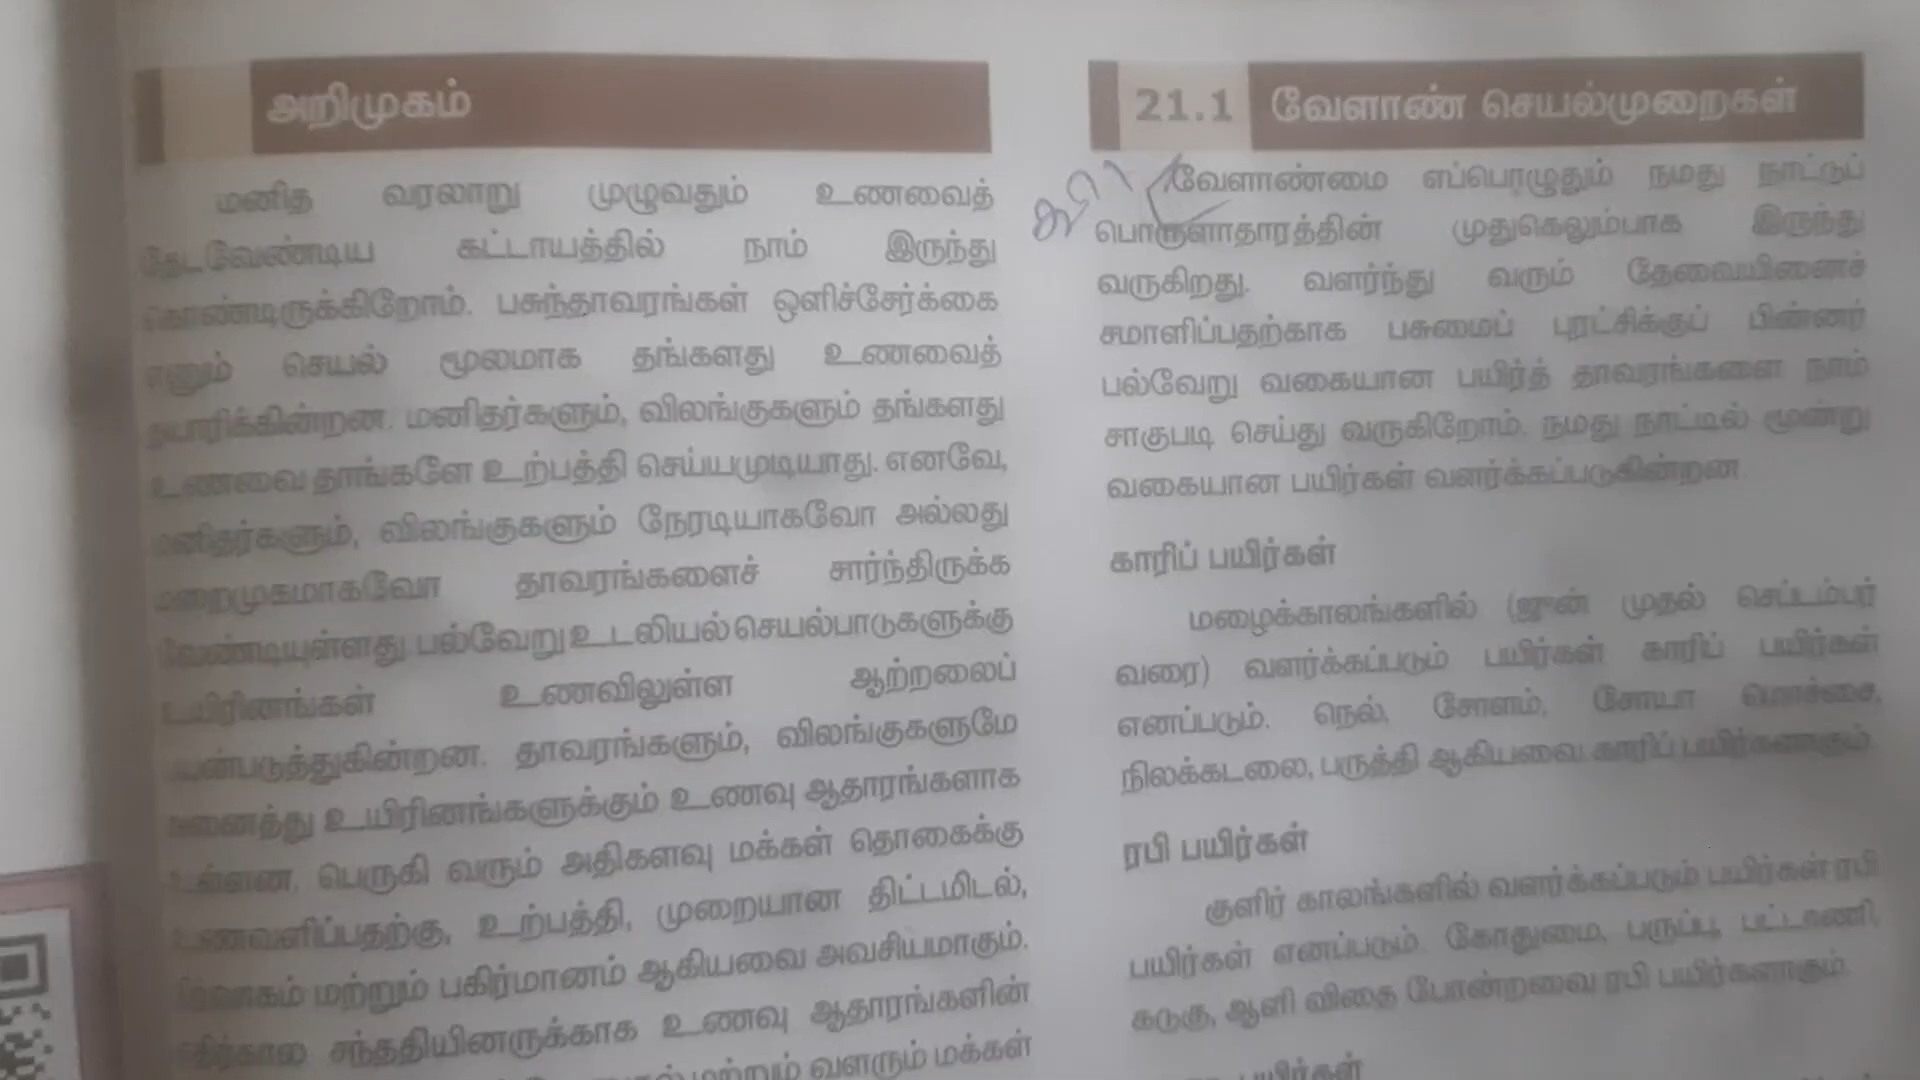 அறிமுகம்
மனித வரலாறு முழுவதும் உணவைத்
தேடவேண்டிய கட்டாயத்தில் நாம் இருந்து
கொண்டிருக்கிறோம். பசுந்தாவரங்கள் ஒளிச்சேர்க்கை
எனும் செயல் மூலமாக தங்களது உணவைத்
தயாரிக்கின்றன. மனிதர்களும், விலங்குகளும் தங்களது
உணவை தாங்களே உற்பத்தி செய்யமுடியாது. எனவே,
மனிதர்களும், விலங்குகளும் நேரடியாகவோ அல்லது
மறைமுகமாகவோ தாவரங்களைச் சார்ந்திருக்க
வேண்டியுள்ளது. பல்வேறு உடலியல் செயல்பாடுகளுக்கு
உயிரினங்கள் உணவிலுள்ள ஆற்றலைப்
பயன்படுத்துகின்றன. தாவரங்களும், விலங்குகளுமே
அனைத்து உயிரினங்களுக்கும் உணவு ஆதாரங்களாக
உள்ளன. பெருகி வரும் அதிகளவு மக்கள் தொகைக்கு
உணவளிப்பதற்கு, உற்பத்தி, முறையான திட்டமிடல்,
மற்றும் பகிர்மானம் ஆகியவை அவசியமாகும்.
எதிர்கால சந்ததியினருக்காக உணவு ஆதாரங்களின்
மற்றும் வளரும் மக்கள்
21.1 வேளாண் செயல்முறைகள்
வேளாண்மை எப்பொழுதும் நமது நாட்டுப்
பொருளாதாரத்தின் முதுகெலும்பாக இருந்து
வருகிறது. வளர்ந்து வரும் தேவையினைச்
சமாளிப்பதற்காக பசுமைப் புரட்சிக்குப் பின்னர்
பல்வேறு வகையான பயிர்த் தாவரங்களை நாம்
சாகுபடி செய்து வருகிறோம். நமது நாட்டில் மூன்று
வகையான பயிர்கள் வளர்க்கப்படுகின்றன.
காரிப் பயிர்கள்
மழைக்காலங்களில் (ஜுன் முதல் செப்டம்பர்
வரை) வளர்க்கப்படும் பயிர்கள் காரிப் பயிர்கள்
எனப்படும். நெல், சோளம், சோயா மொச்சை,
நிலக்கடலை, பருத்தி ஆகியவை காரிப் பயிர்களாகும்.
ரபி பயிர்கள்
குளிர் காலங்களில் வளர்க்கப்படும் பயிர்கள் ரபி
பயிர்கள் எனப்படும். கோதுமை, பருப்பு, பட்டாணி,
கடுகு, ஆளி விதை போன்றவை ரபி பயிர்களாகும்.
பயிர்கள்